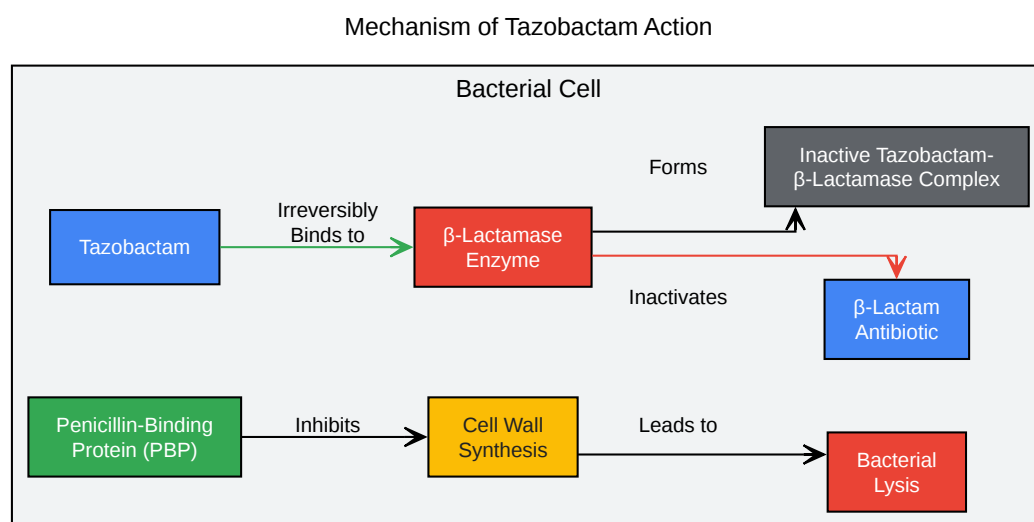 Mechanism of Tazobactam Action
Bacterial Cell
Forms
Inactive Tazobactam-
β-Lactamase Complex
Tazobactam
Irreversibly
Binds to
β-Lactamase
Enzyme
Inactivates
β-Lactam
Antibiotic
Penicillin-Binding
Protein (PBP)
Inhibits
Cell Wall
Synthesis
Leads to
Bacterial
Lysis